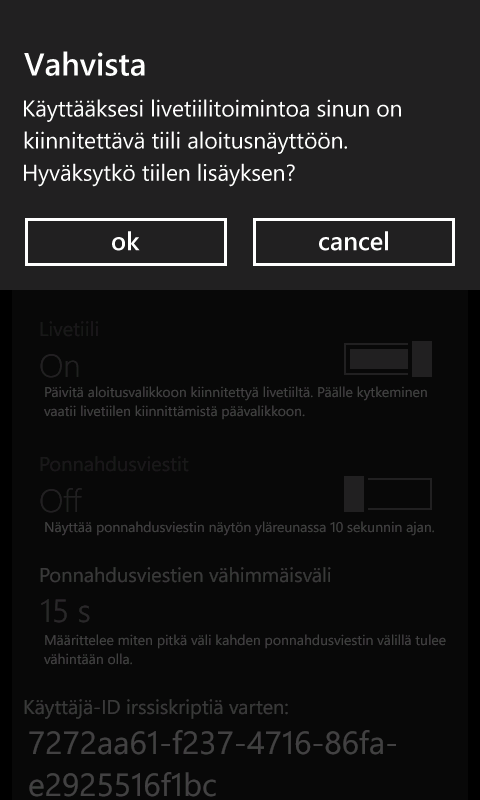 Vahvista
Käyttääksesi livetiilitoimintoa sinun on
kiinnitettävä tiili aloitusnäyttöön.
Hyväksytkö tiilen lisäyksen?
ok
cancel
Livetiili
On
Päivitä aloitusvalikkoon kiinnitettyä livetiiltä. Päälle kytkeminen
vaatii livetiilen kiinnittämistä päävalikkoon.
Ponnahdusviestit
Off
Näyttää ponnahdusviestin näytön yläreunassa 10 sekunnin ajan.
Ponnahdusviestien vähimmäisväli
15 s
Määrittelee miten pitkä väli kahden ponnahdusviestin välillä tulee
vähintään olla.
Käyttäjä-ID irssiskriptiä varten:
7272aa61-f237-4716-86fa-
e2925516f1bc